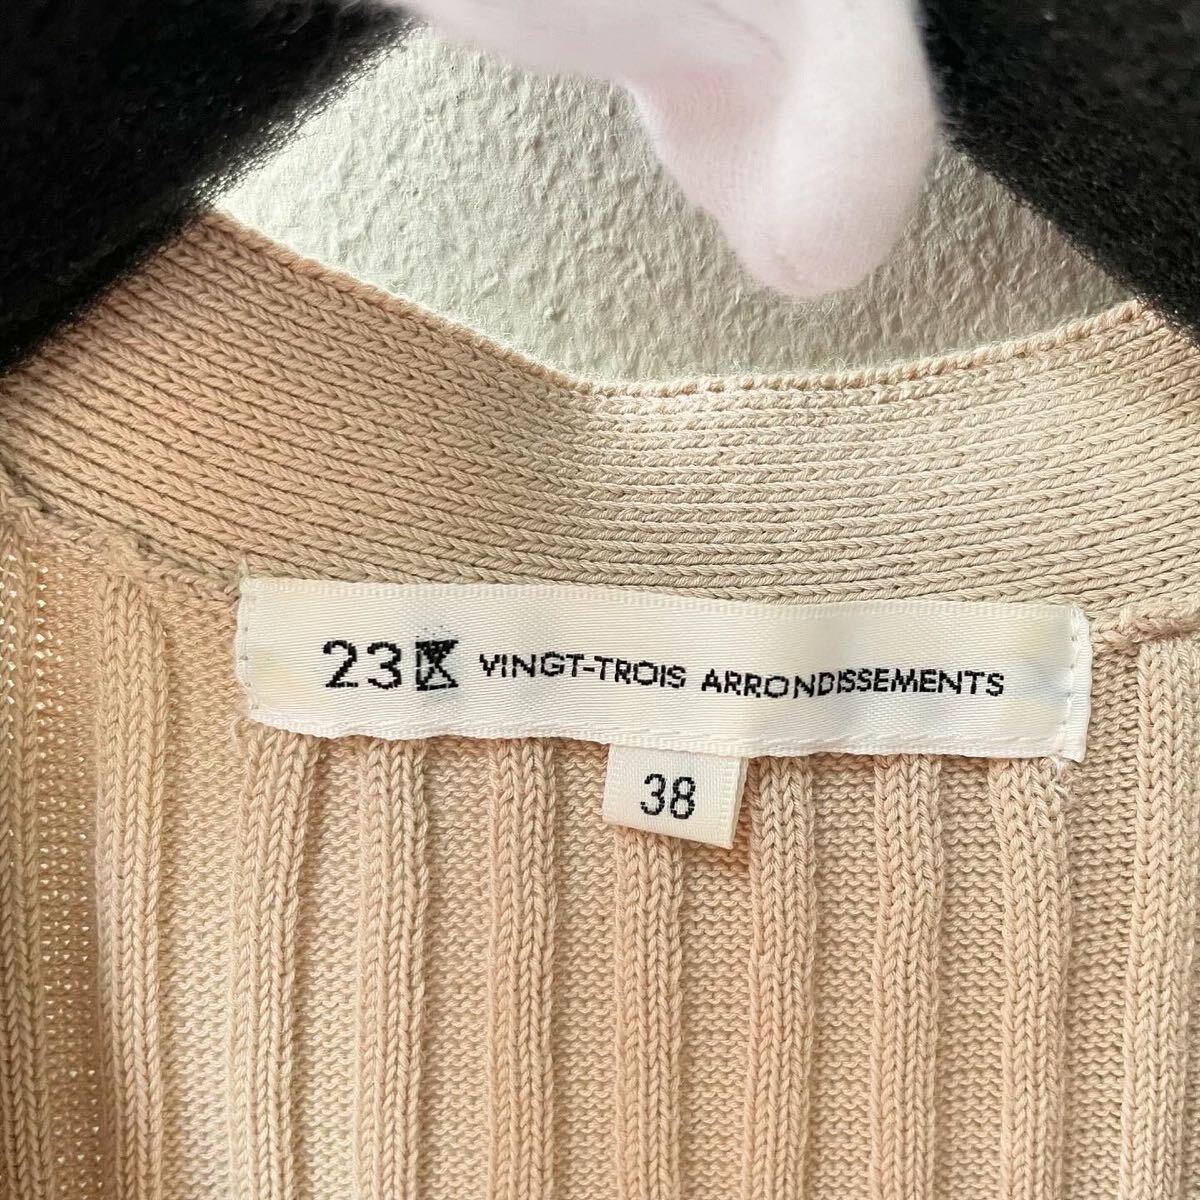 23区 VINGT-TROIS ARRONDISSEMENTS
38